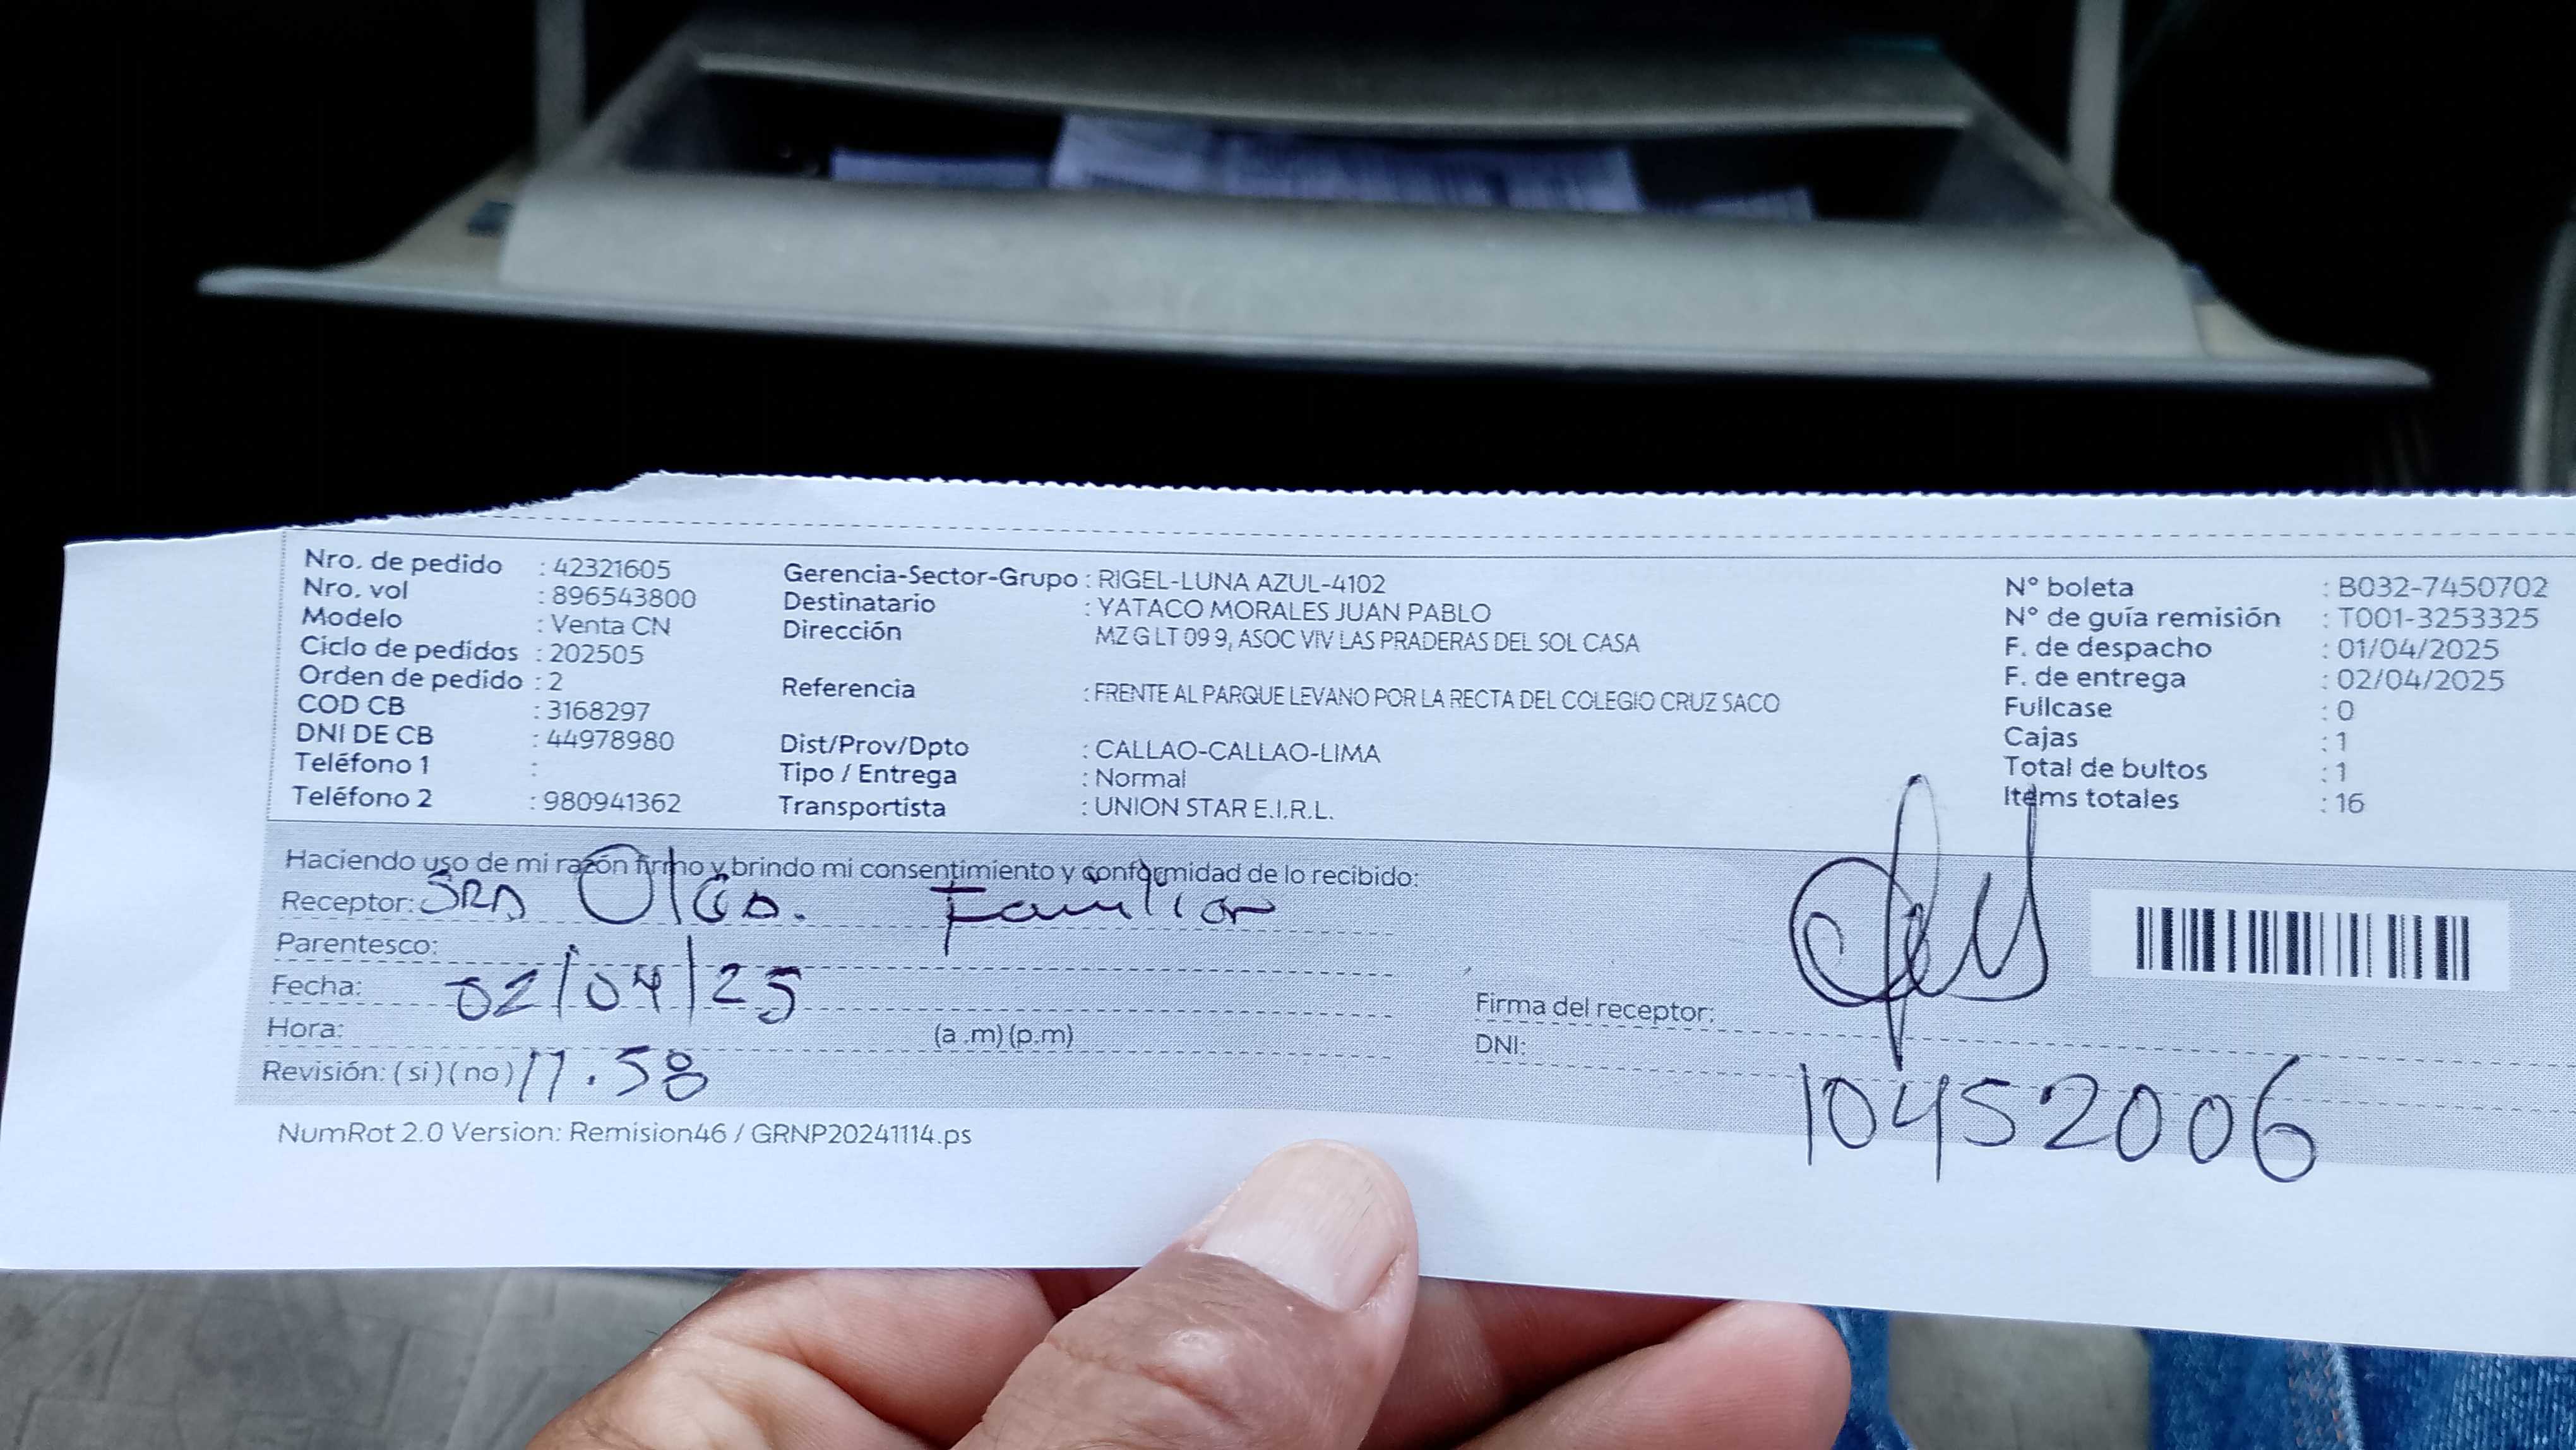 Nro. de pedido : 42321605
Nro. vol : 896543800
Modelo : Venta CN
Ciclo de pedidos : 202505
Orden de pedido : 2
COD CB : 3168297
DNI DE CB : 44978980
Teléfono 1 :
Teléfono 2 : 980941362
Gerencia-Sector-Grupo : RIGEL-LUNA AZUL-4102
Destinatario : YATACO MORALES JUAN PABLO
Dirección MZ G LT 09 9, ASOC VIV LAS PRADERAS DEL SOL CASA
Referencia : FRENTE AL PARQUE LEVANO POR LA RECTA DEL COLEGIO CRUZ SACO
Dist/Prov/Dpto : CALLAO-CALLAO-LIMA
Tipo / Entrega : Normal
Transportista : UNION STAR E.I.R.L.
N° boleta : B032-7450702
N° de guía remisión : T001-3253325
F. de despacho : 01/04/2025
F. de entrega : 02/04/2025
Fullcase : 0
Cajas : 1
Total de bultos : 1
Items totales : 16
Haciendo uso de mi razón firmo y brindo mi consentimiento y conformidad de lo recibido:
Receptor: SRA Olga. Familiar
Parentesco:
Fecha: 02/04/25
Hora: (a .m) (p.m)
Revisión: (si) (no) 17.58
Firma del receptor:
DNI:
10452006
NumRot 2.0 Version: Remision46 / GRNP20241114.ps